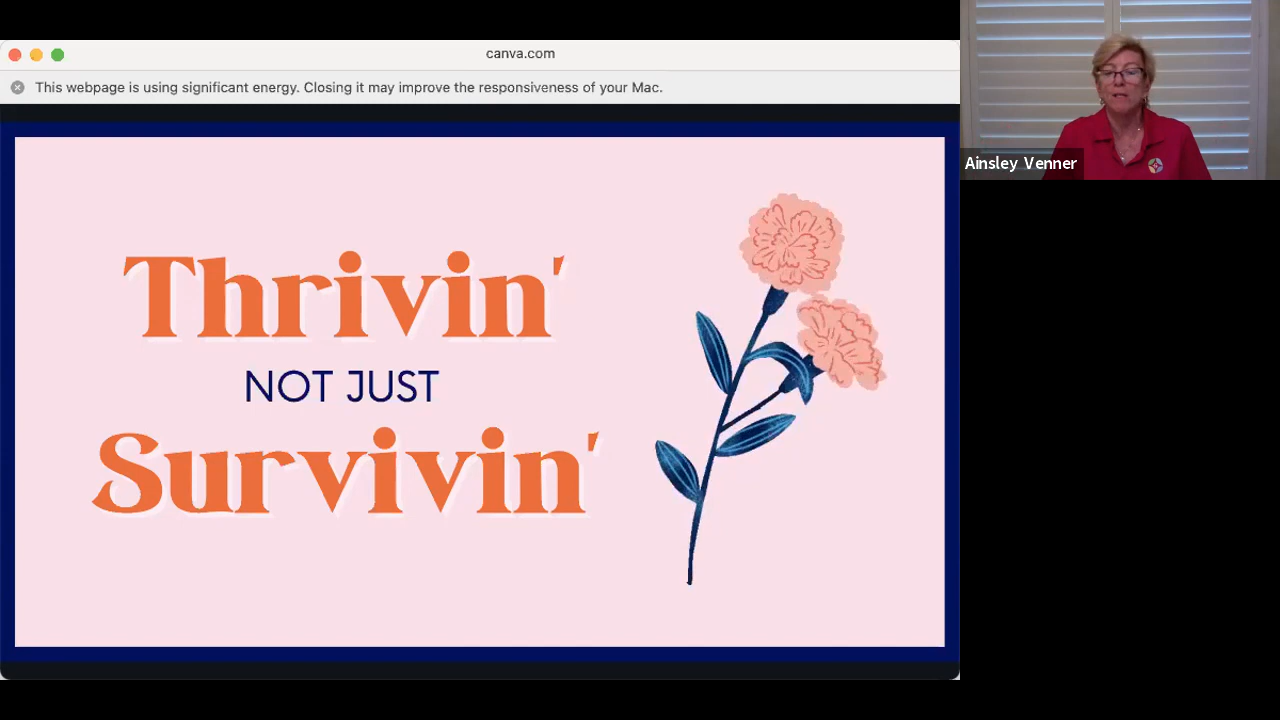 canva.com
This webpage is using significant energy. Closing it may improve the responsiveness of your Mac.
Thrivin'
NOT JUST
Survivin'
Ainsley Venner